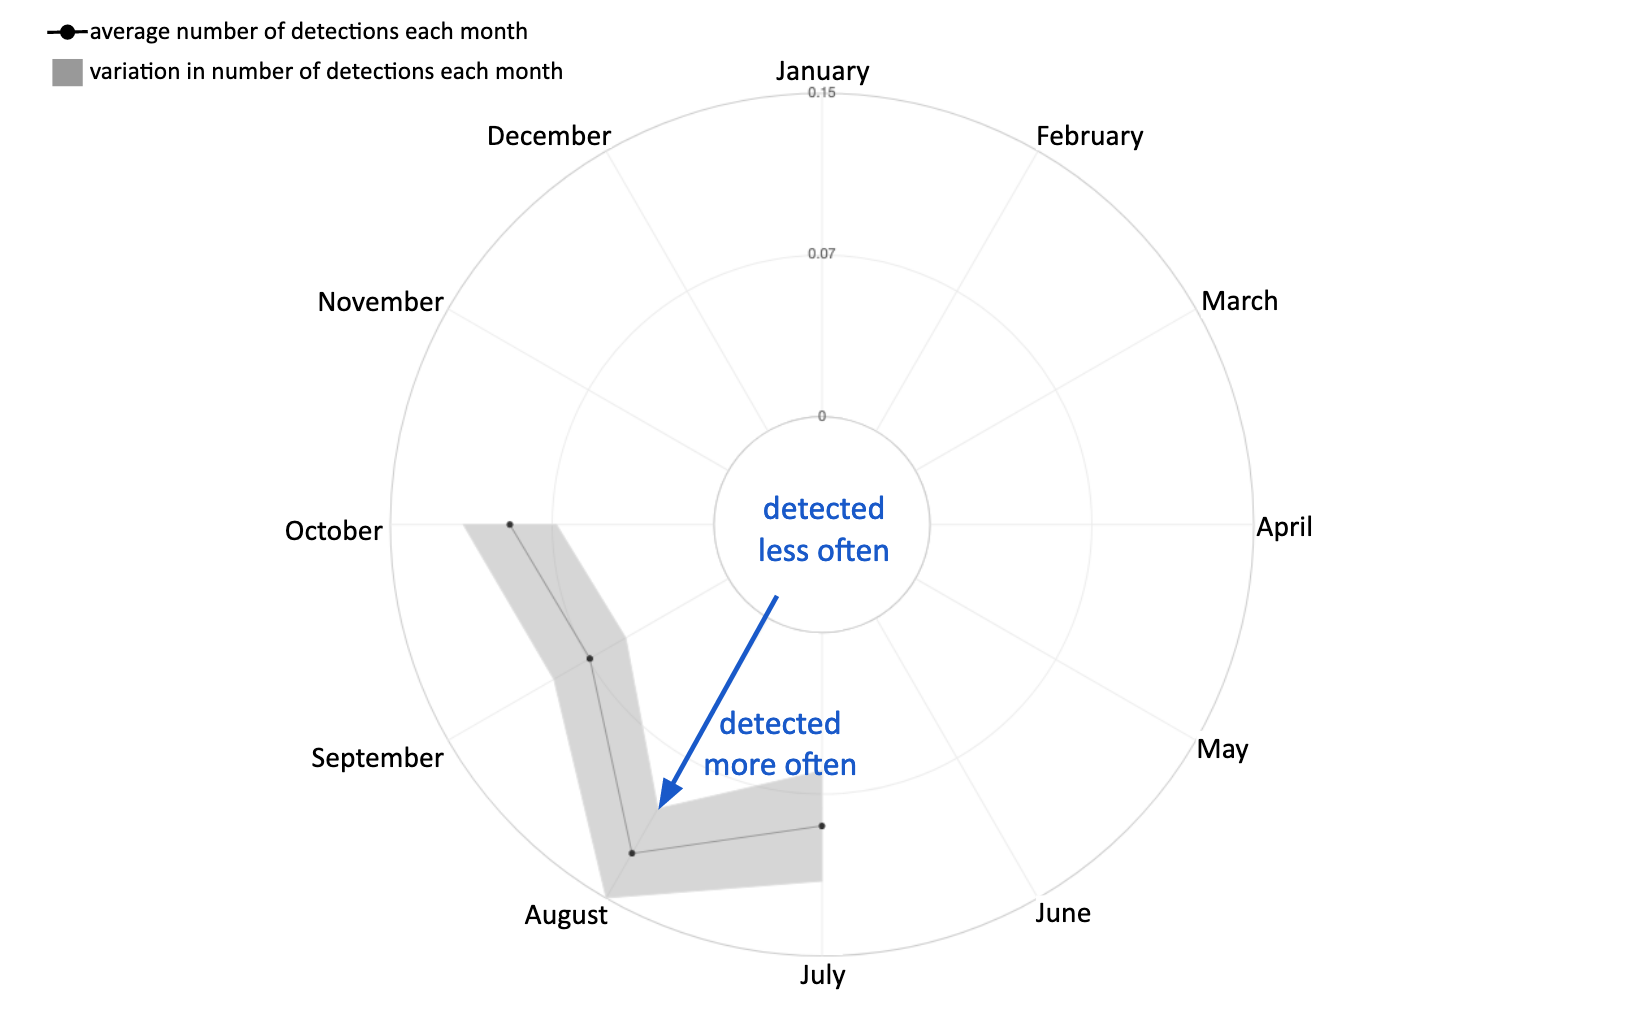 average number of detections each month
variation in number of detections each month
January
0.15
December
February
0.07
November
March
0
detected
less often
October
April
detected
more often
September
May
August
June
July